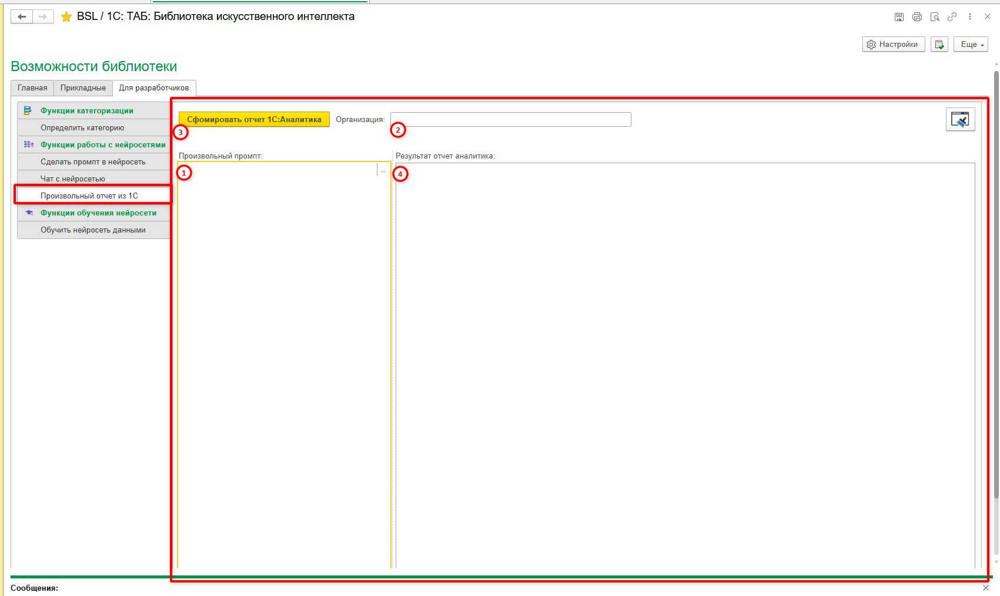 BSL / 1С: ТАБ: Библиотека искусственного интеллекта
Настройки
Еще
Возможности библиотеки
Главная
Прикладные
Для разработчиков
Функции категоризации
Определить категорию
Функции работы с нейросетями
Сделать промпт в нейросеть
Чат с нейросетью
Произвольный отчет из 1С
Функции обучения нейросети
Обучить нейросеть данными
Сфомировать отчет 1С:Аналитика
Организация:
3
2
Произвольный промпт:
Результат отчет аналитика:
1
...
4
Сообщения: